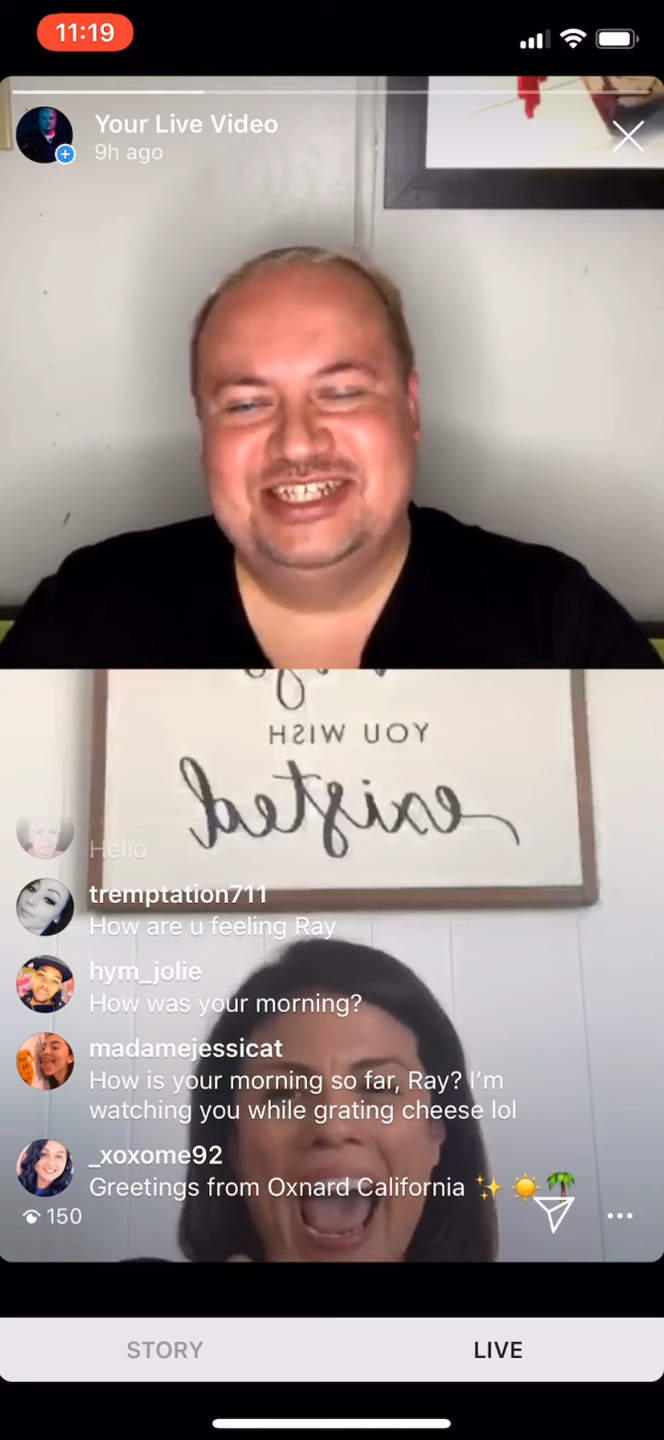 11:19
Your Live Video
9h ago
YOU WISH
existed
Hello
tremptation711
How are u feeling Ray
hym_jolie
How was your morning?
madamejessicat
How is your morning so far, Ray? I’m
watching you while grating cheese lol
_xoxome92
Greetings from Oxnard California ✨☀️🌴
150
STORY
LIVE